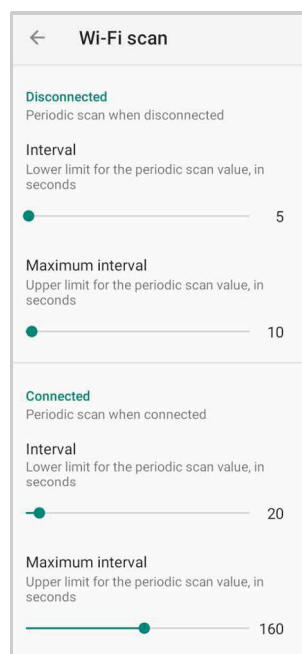 Wi-Fi scan
Disconnected
Periodic scan when disconnected
Interval
Lower limit for the periodic scan value, in
seconds
5
Maximum interval
Upper limit for the periodic scan value, in
seconds
10
Connected
Periodic scan when connected
Interval
Lower limit for the periodic scan value, in
seconds
20
Maximum interval
Upper limit for the periodic scan value, in
seconds
160